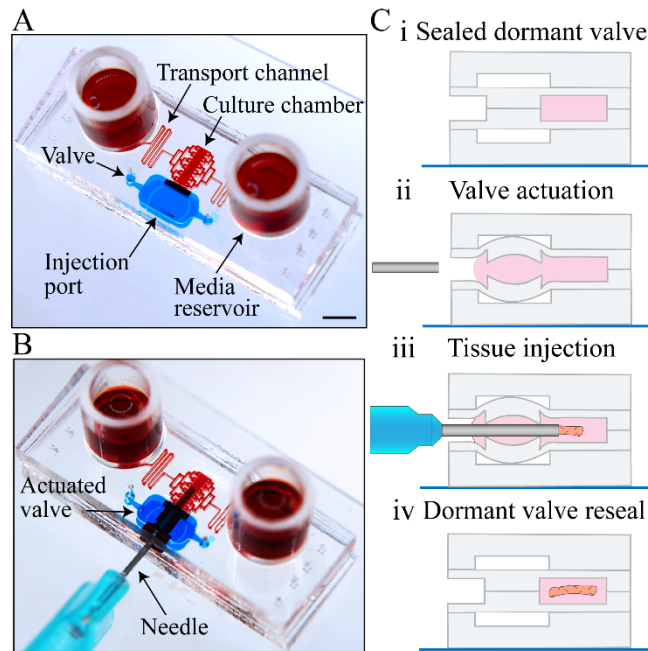 A
Transport channel
Culture chamber
Valve
Injection
port
Media
reservoir
B
Actuated
valve
Needle
C
i Sealed dormant valve
ii Valve actuation
iii Tissue injection
iv Dormant valve reseal